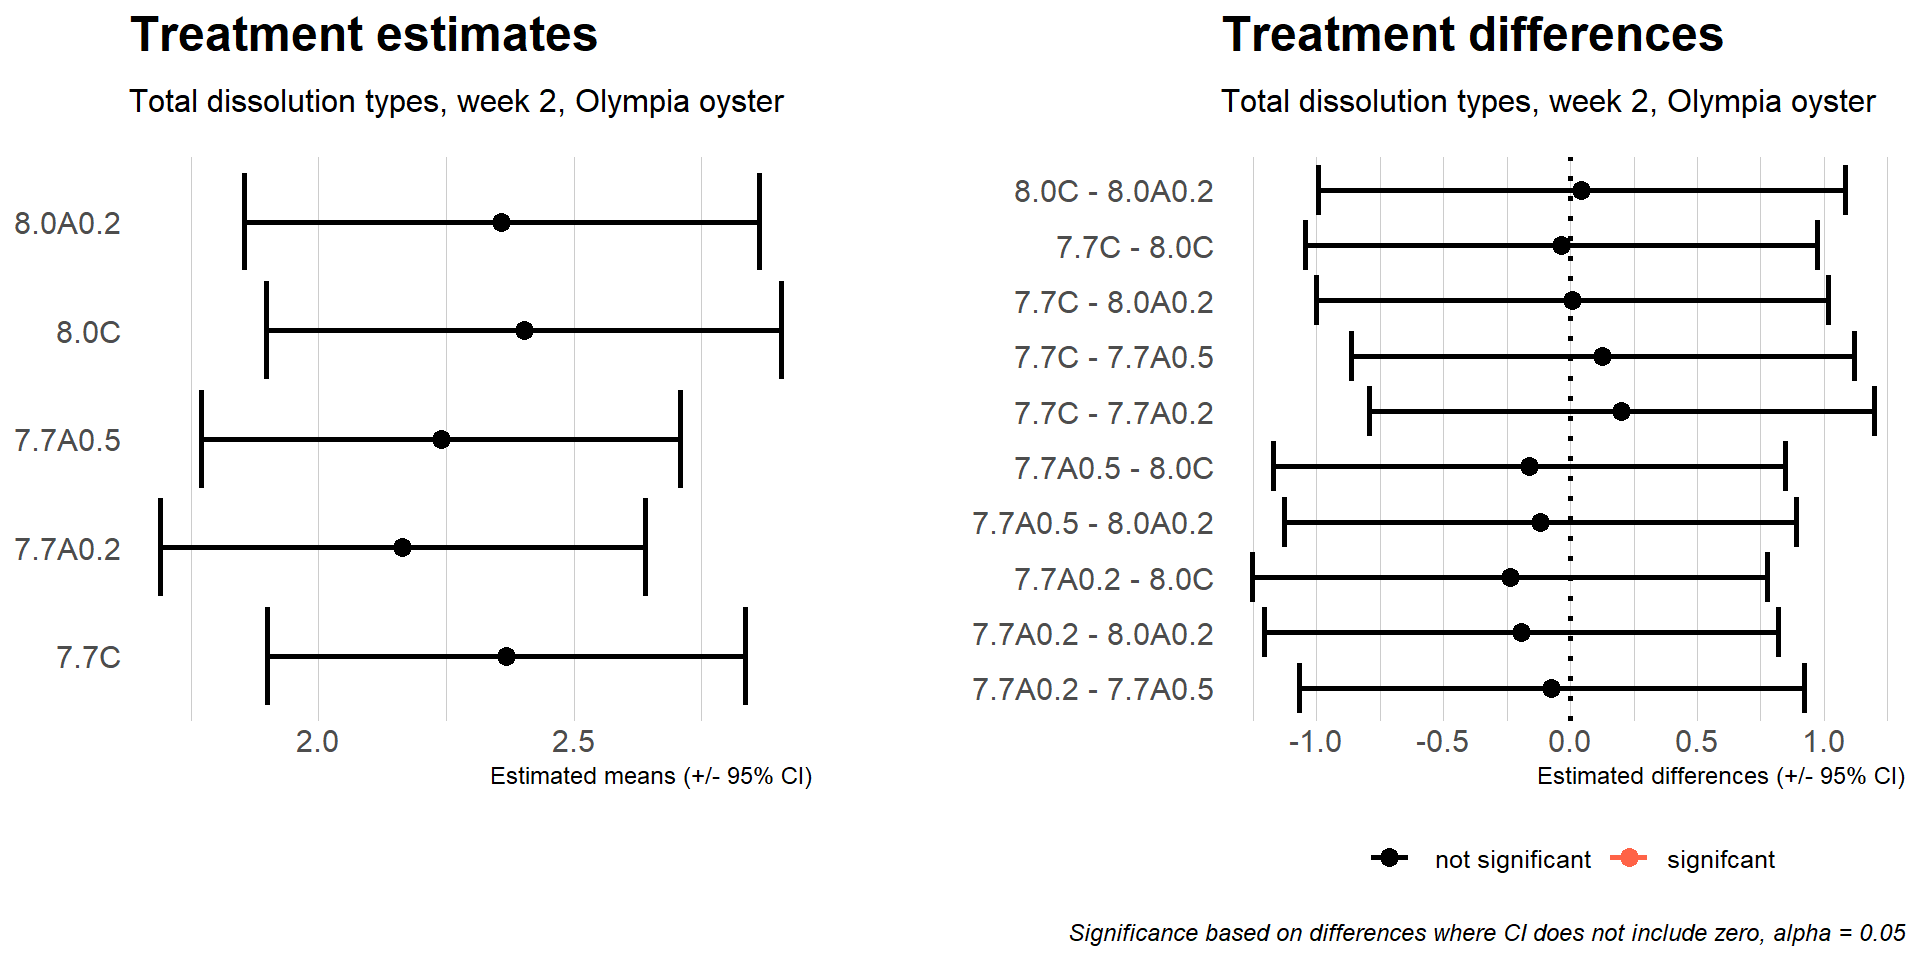 Treatment estimates
Total dissolution types, week 2, Olympia oyster
8.0A0.2
8.0C
7.7A0.5
7.7A0.2
7.7C
2.0 2.5
Estimated means (+/- 95% CI)
Treatment differences
Total dissolution types, week 2, Olympia oyster
8.0C - 8.0A0.2
7.7C - 8.0C
7.7C - 8.0A0.2
7.7C - 7.7A0.5
7.7C - 7.7A0.2
7.7A0.5 - 8.0C
7.7A0.5 - 8.0A0.2
7.7A0.2 - 8.0C
7.7A0.2 - 8.0A0.2
7.7A0.2 - 7.7A0.5
-1.0 -0.5 0.0 0.5 1.0
Estimated differences (+/- 95% CI)
not significant signifcant
Significance based on differences where CI does not include zero, alpha = 0.05